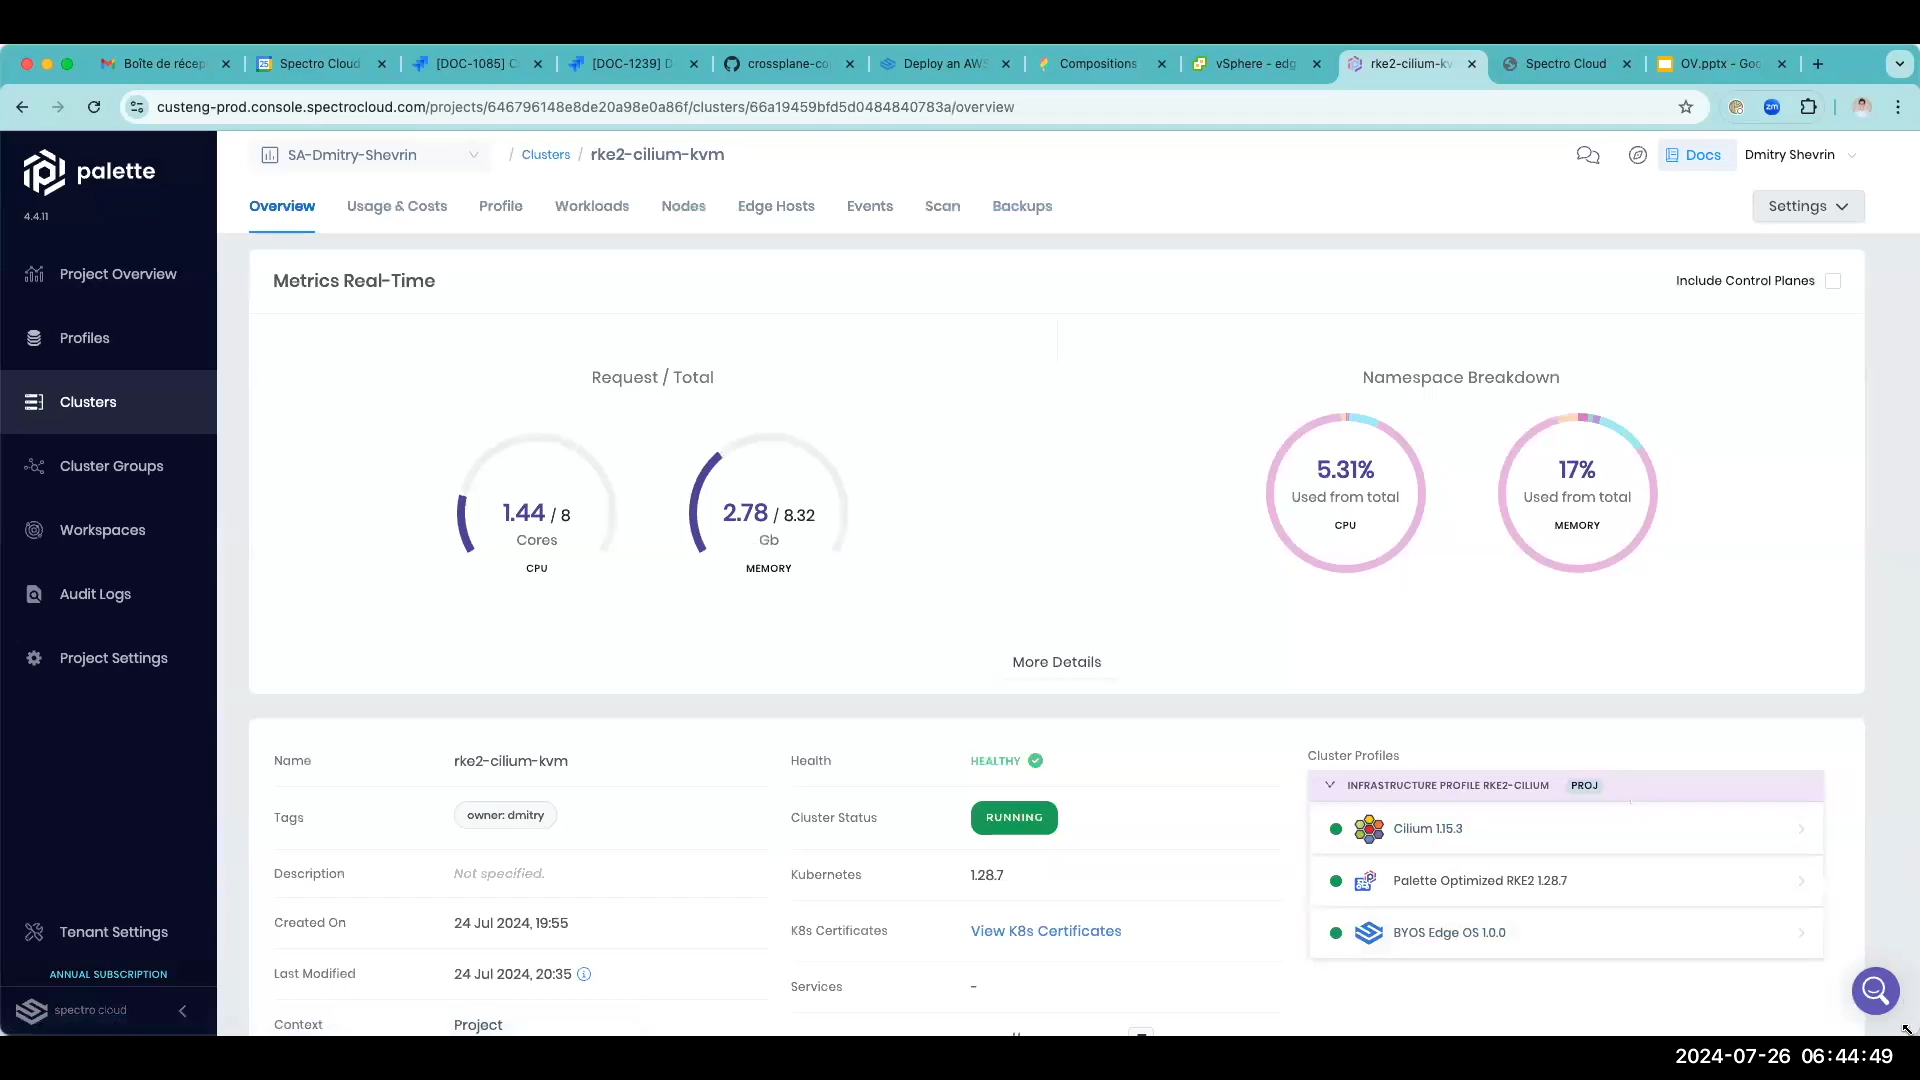 Boîte de récep
Spectro Cloud
[DOC-1085] C
[DOC-1239] D
crossplane-co
Deploy an AWS
Compositions
vSphere - edg
rke2-cilium-kv
Spectro Cloud
OV.pptx - Goo
custeng-prod.console.spectrocloud.com/projects/646796148e8de20a98e0a86f/clusters/66a19459bfd5d0484840783a/overview
palette
4.4.11
Project Overview
Profiles
Clusters
Cluster Groups
Workspaces
Audit Logs
Project Settings
Tenant Settings
ANNUAL SUBSCRIPTION
spectro cloud
SA-Dmitry-Shevrin
/ Clusters / rke2-cilium-kvm
Docs
Dmitry Shevrin
Overview
Usage & Costs
Profile
Workloads
Nodes
Edge Hosts
Events
Scan
Backups
Settings
Metrics Real-Time
Include Control Planes
Request / Total
1.44 / 8
Cores
CPU
2.78 / 8.32
Gb
MEMORY
Namespace Breakdown
5.31%
Used from total
CPU
17%
Used from total
MEMORY
More Details
Name rke2-cilium-kvm
Tags owner: dmitry
Description Not specified.
Created On 24 Jul 2024, 19:55
Last Modified 24 Jul 2024, 20:35
Context Project
Health HEALTHY
Cluster Status RUNNING
Kubernetes 1.28.7
K8s Certificates View K8s Certificates
Services -
Cluster Profiles
INFRASTRUCTURE PROFILE RKE2-CILIUM PROJ
Cilium 1.15.3
Palette Optimized RKE2 1.28.7
BYOS Edge OS 1.0.0
2024-07-26 06:44:49